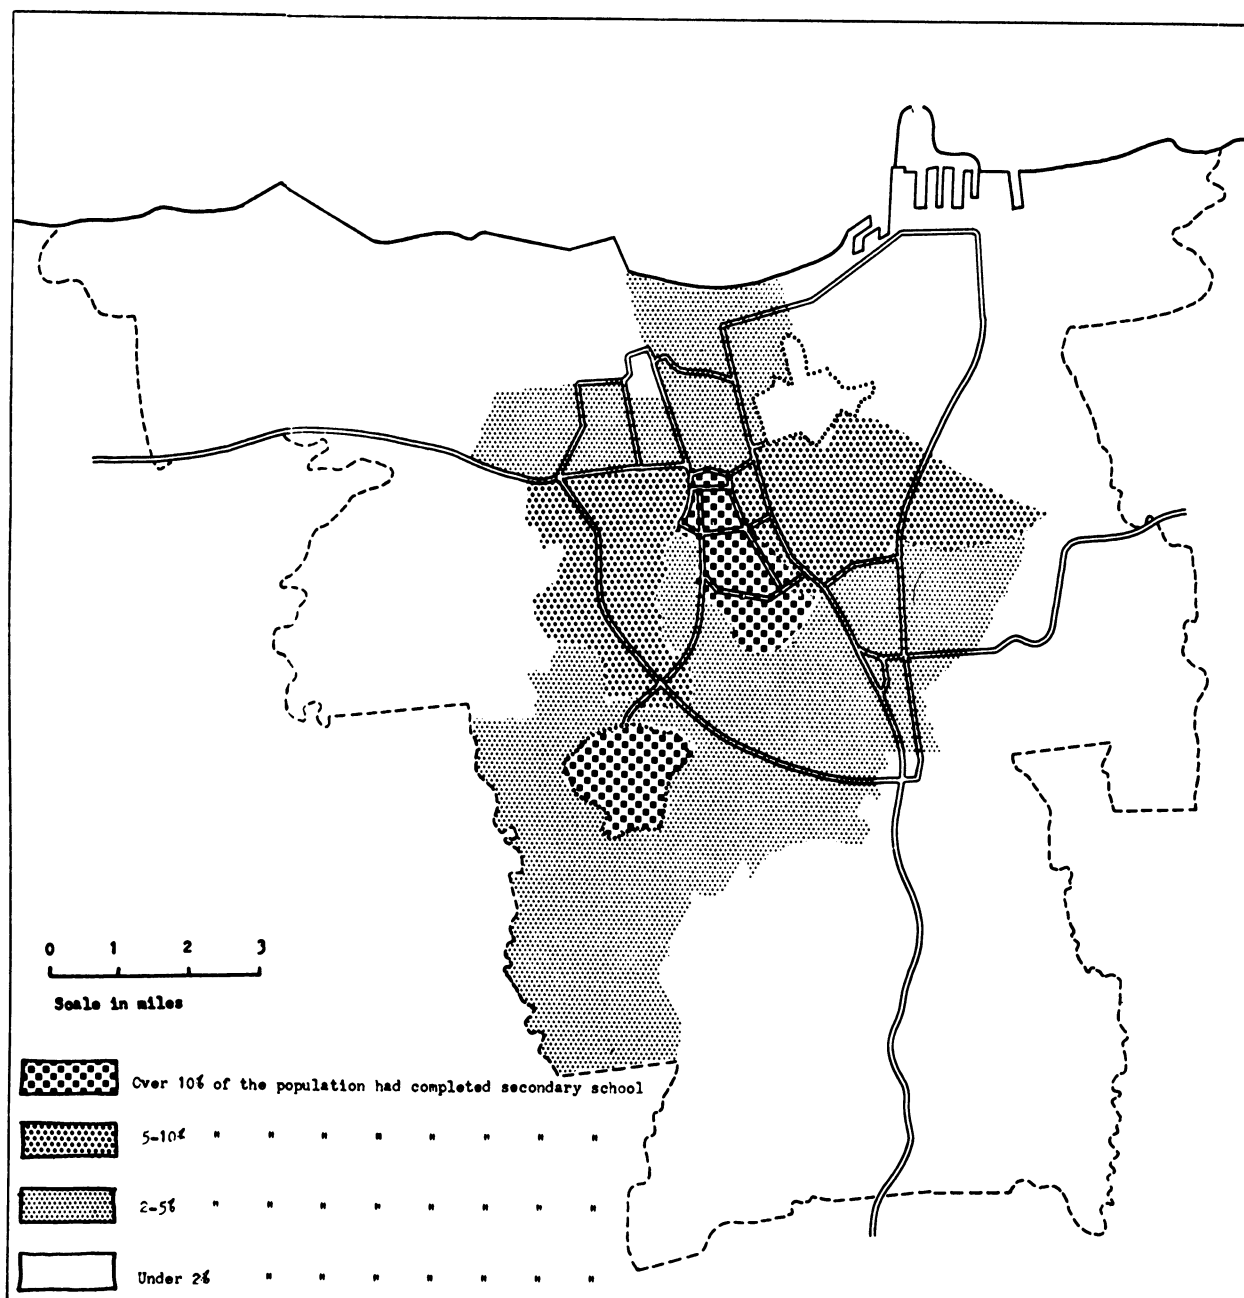 0 1 2 3
Scale in miles
Over 10% of the population had completed secondary school
5-10% " " " " " " " "
2-5% " " " " " " " "
Under 2% " " " " " " "